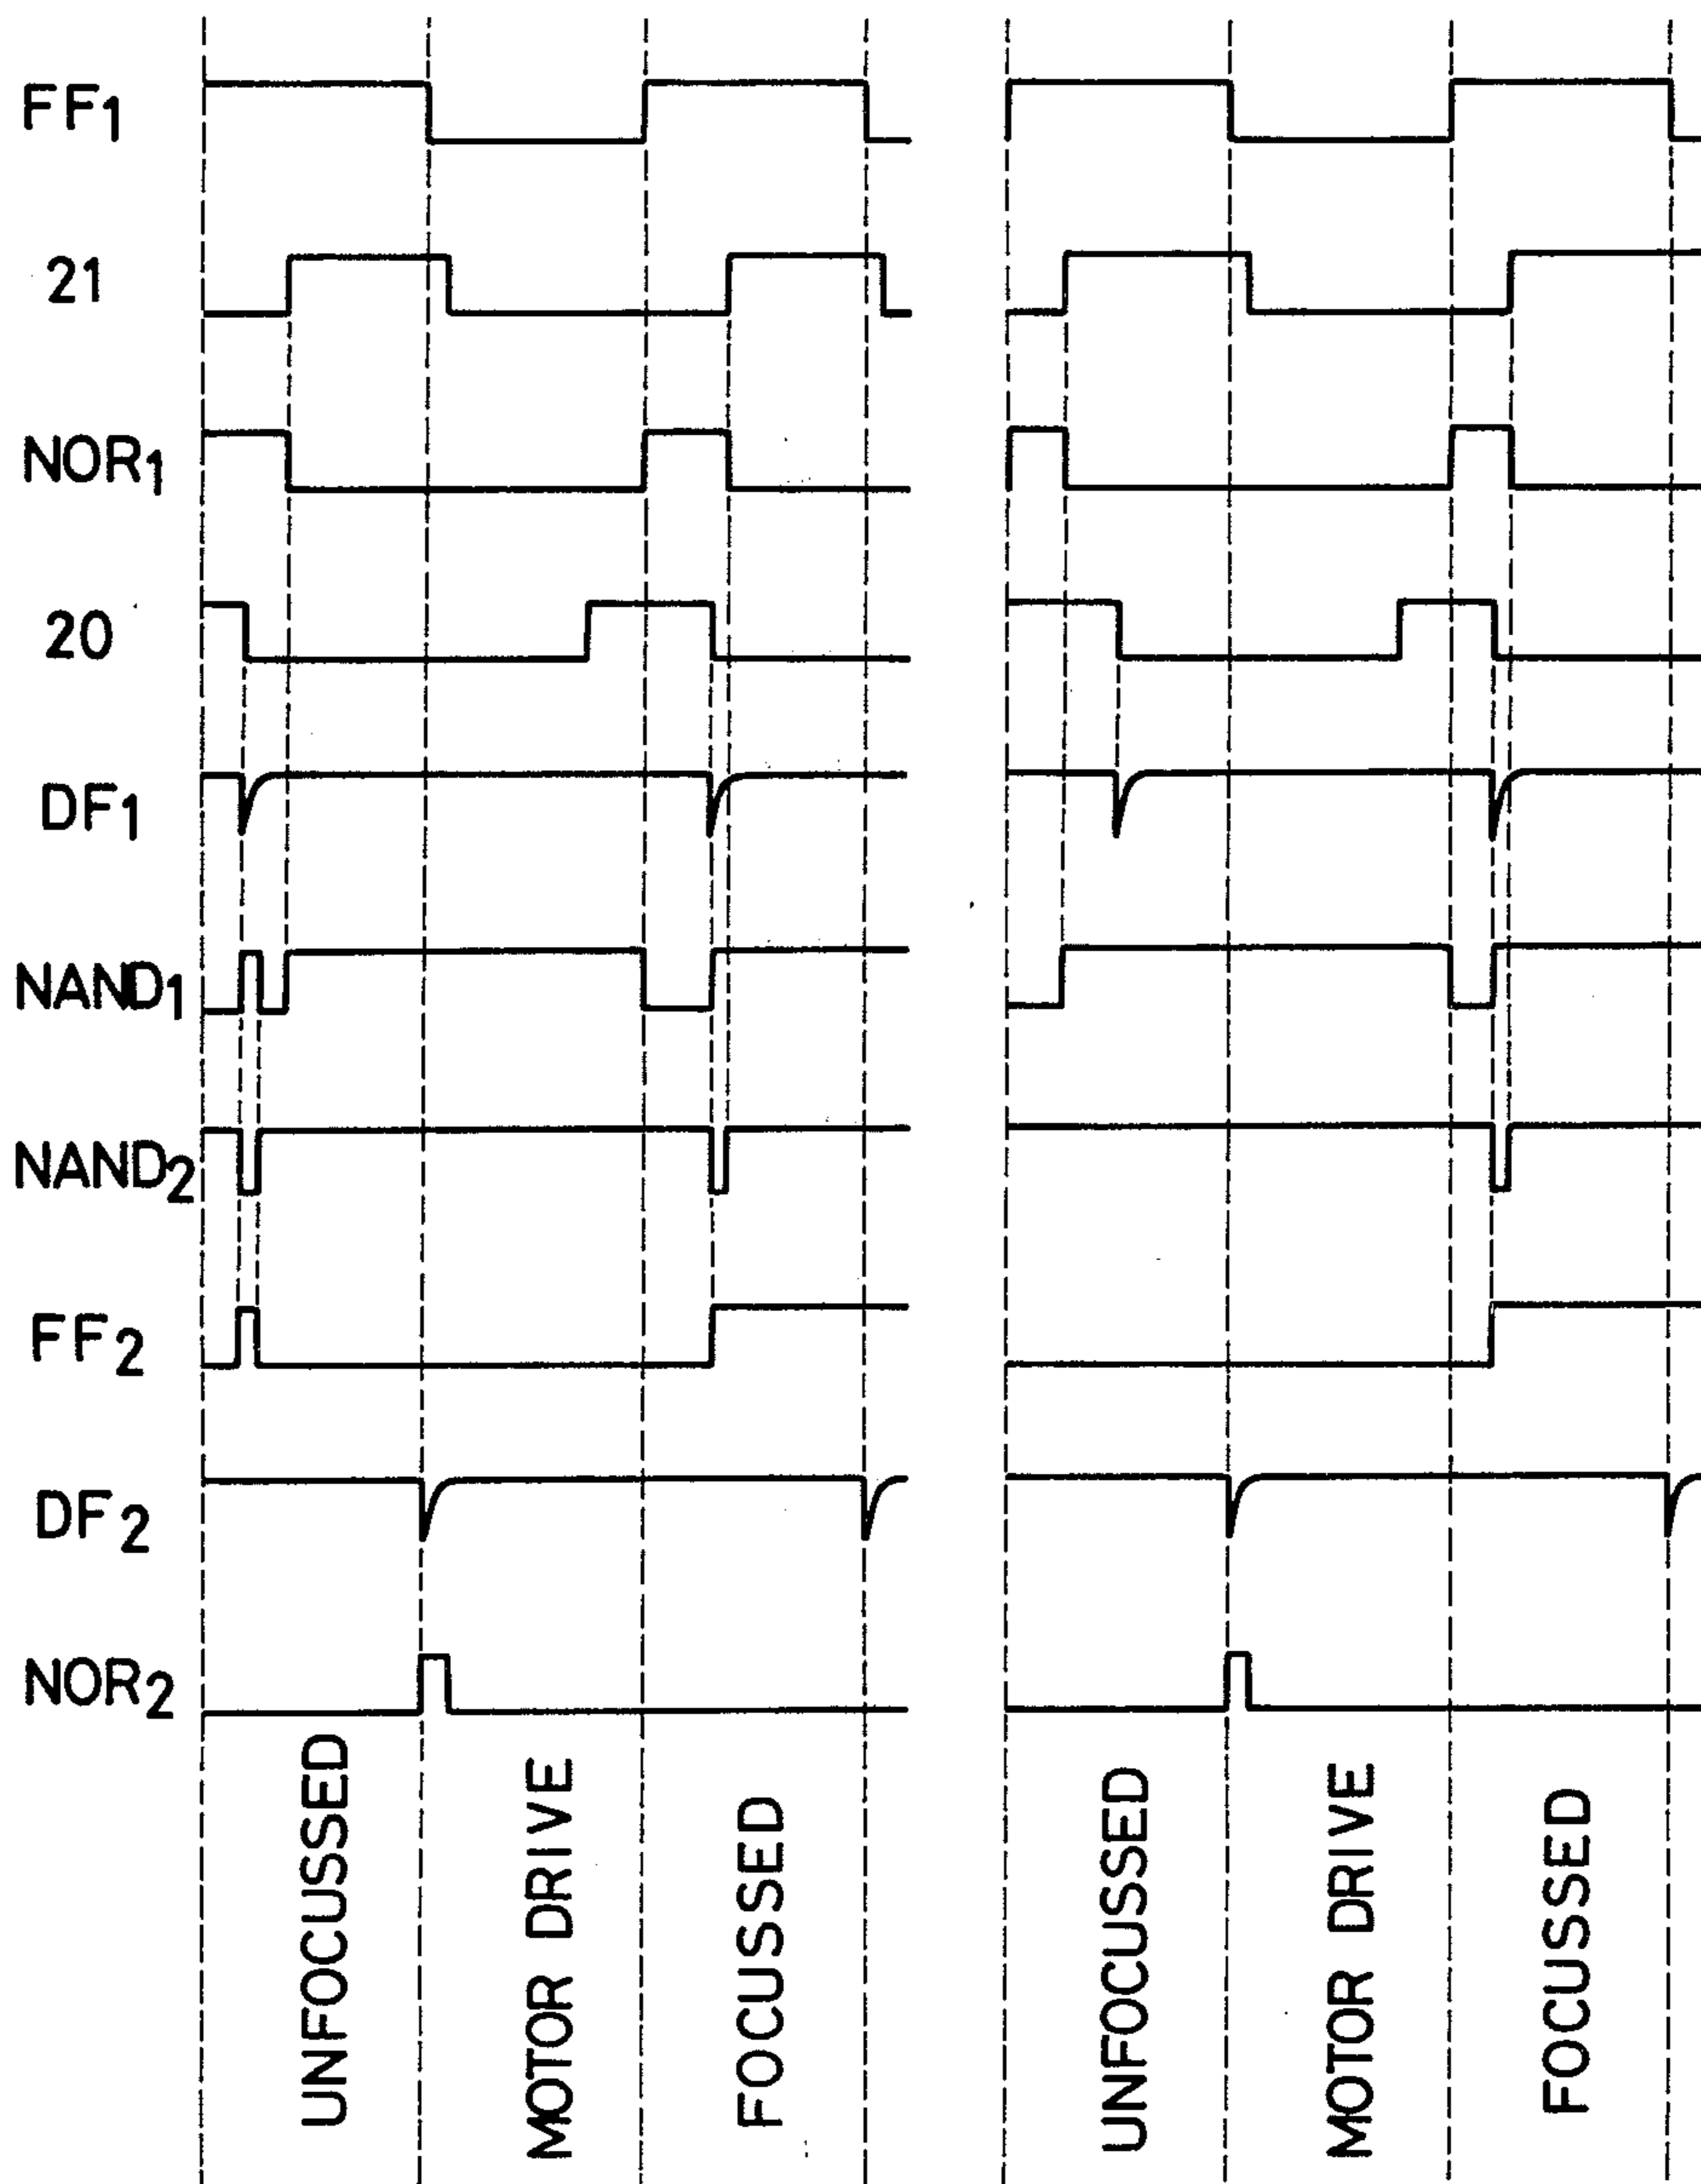 FF1
21
NOR1
20
DF1
NAND1
NAND2
FF2
DF2
NOR2
UNFOCUSSED
MOTOR DRIVE
FOCUSSED
UNFOCUSSED
MOTOR DRIVE
FOCUSSED